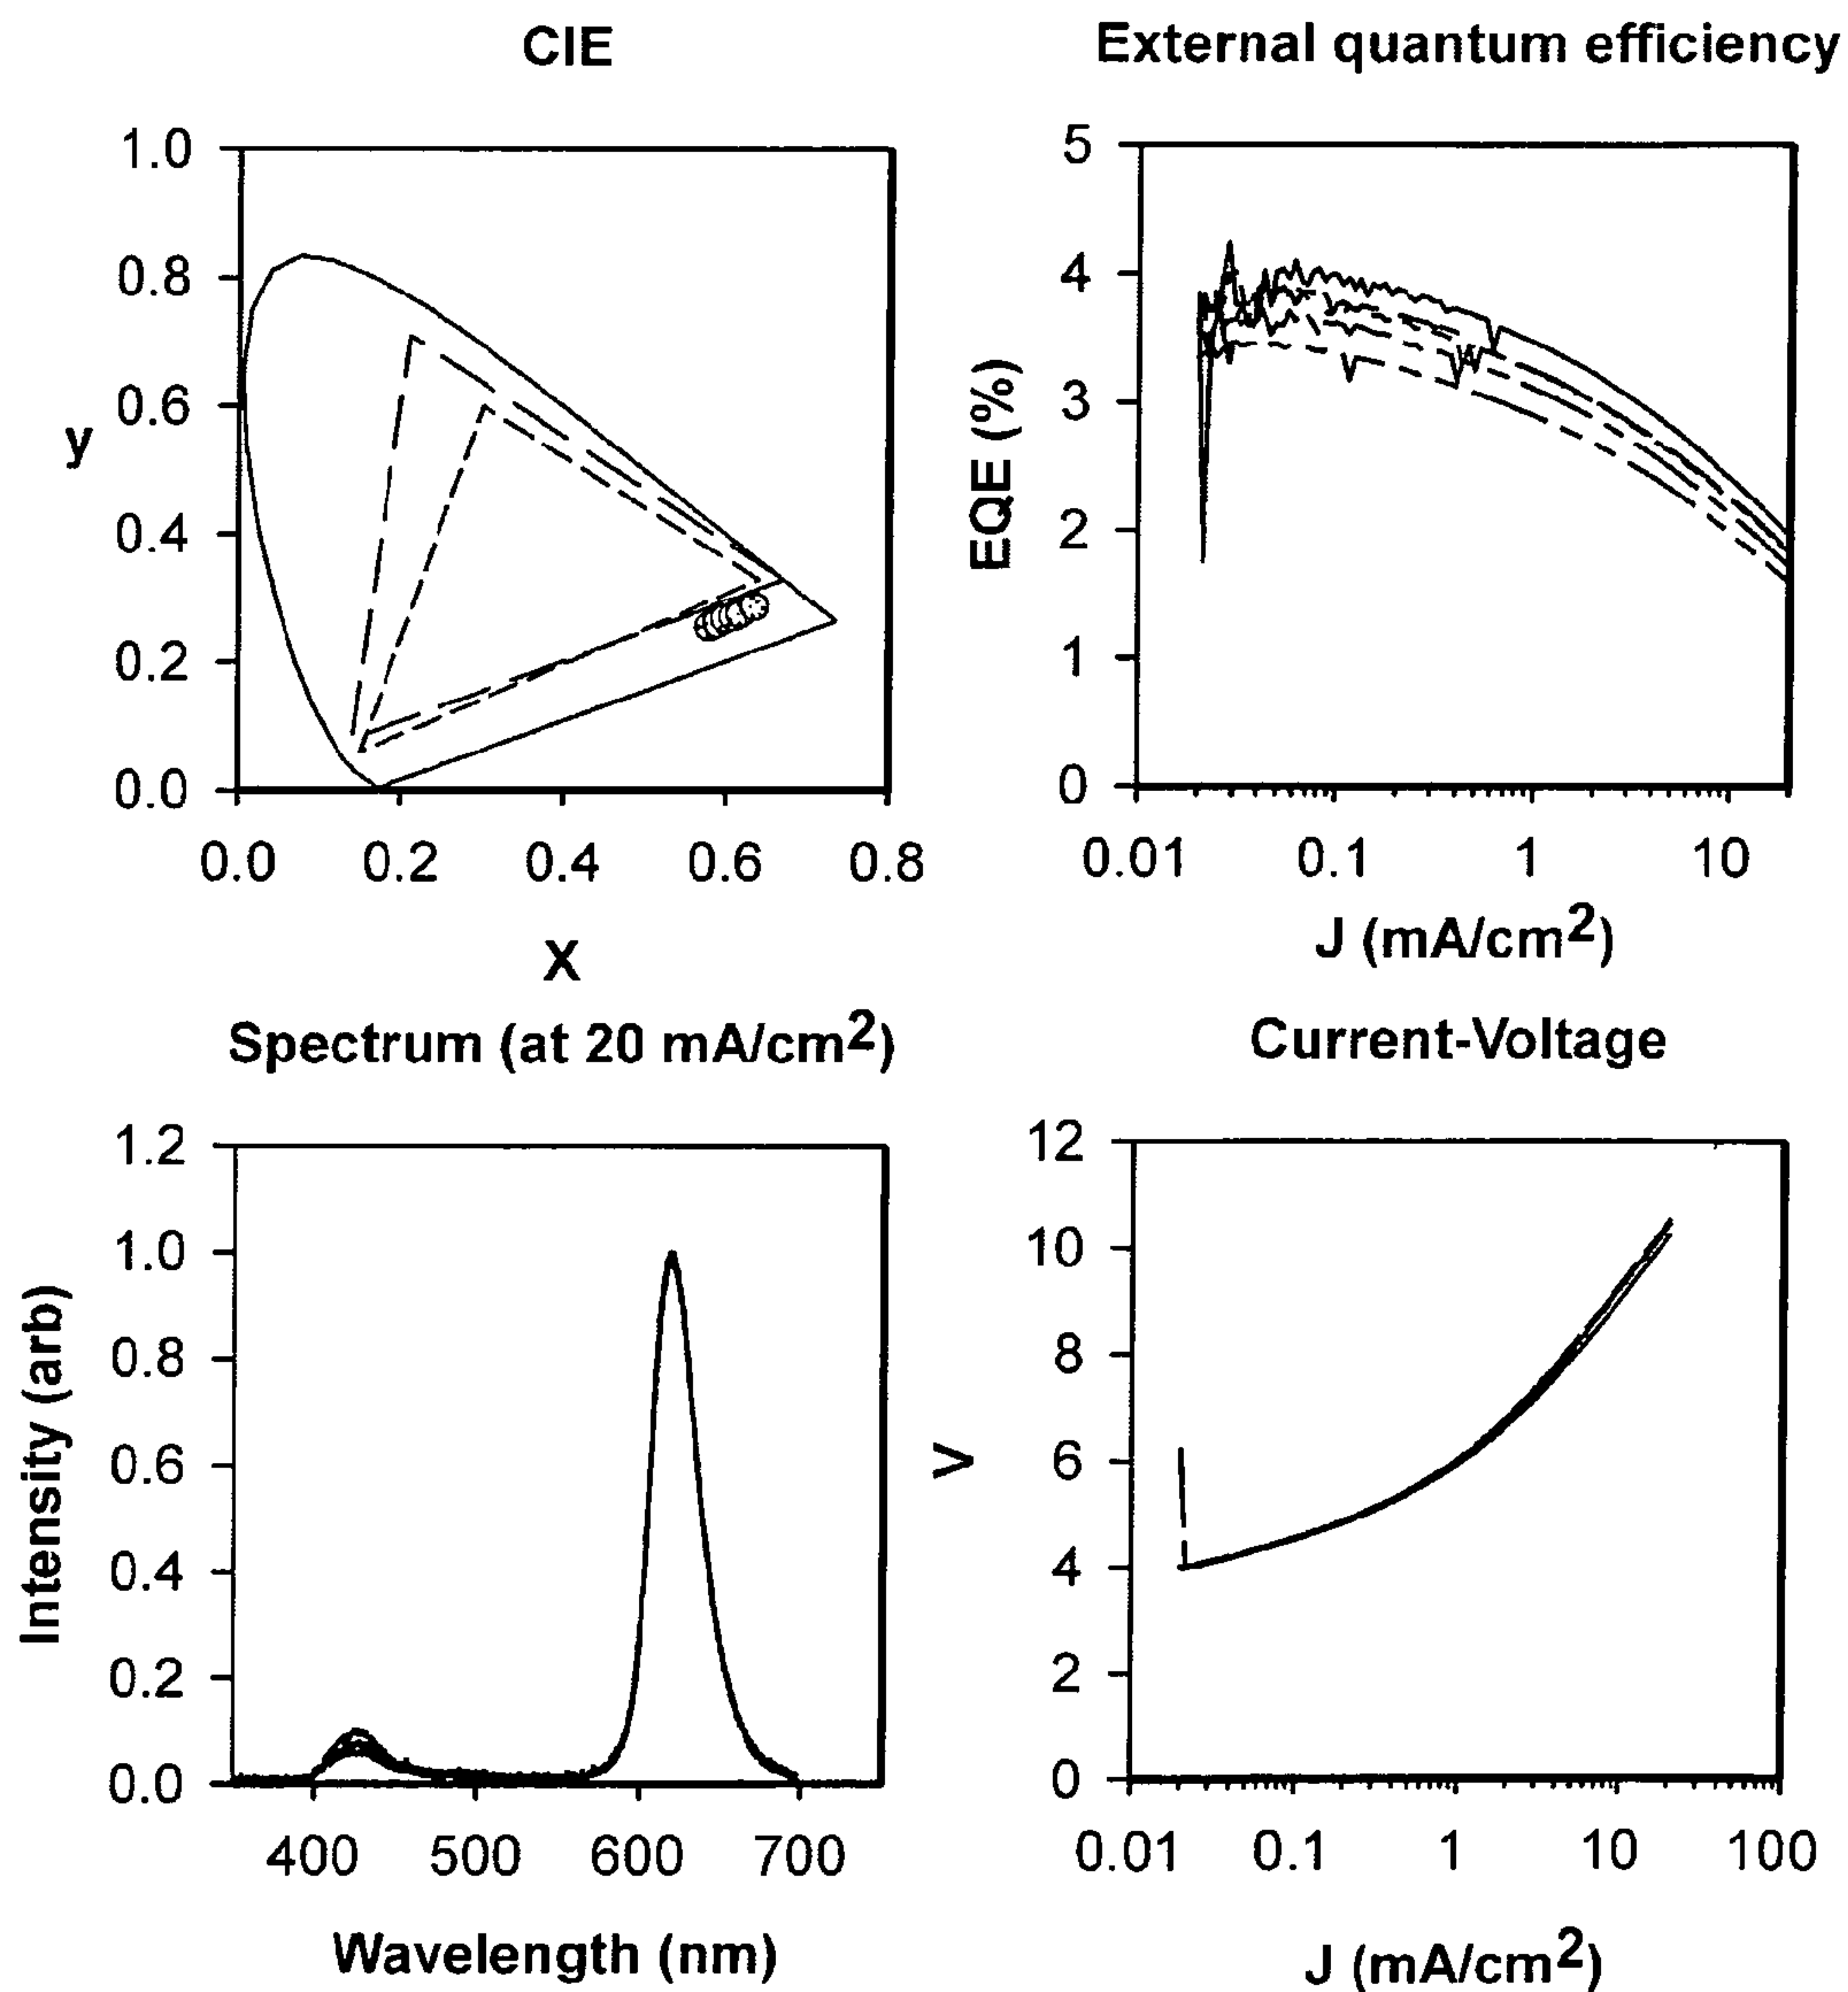 CIE
1.0
0.8
0.6
y
0.4
0.2
0.0
0.0 0.2 0.4 0.6 0.8
X
External quantum efficiency
5
4
3
EQE (%)
2
1
0
0.01 0.1 1 10
J (mA/cm2)
Spectrum (at 20 mA/cm2)
1.2
1.0
0.8
Intensity (arb)
0.6
0.4
0.2
0.0
400 500 600 700
Wavelength (nm)
Current-Voltage
12
10
8
V
6
4
2
0
0.01 0.1 1 10 100
J (mA/cm2)